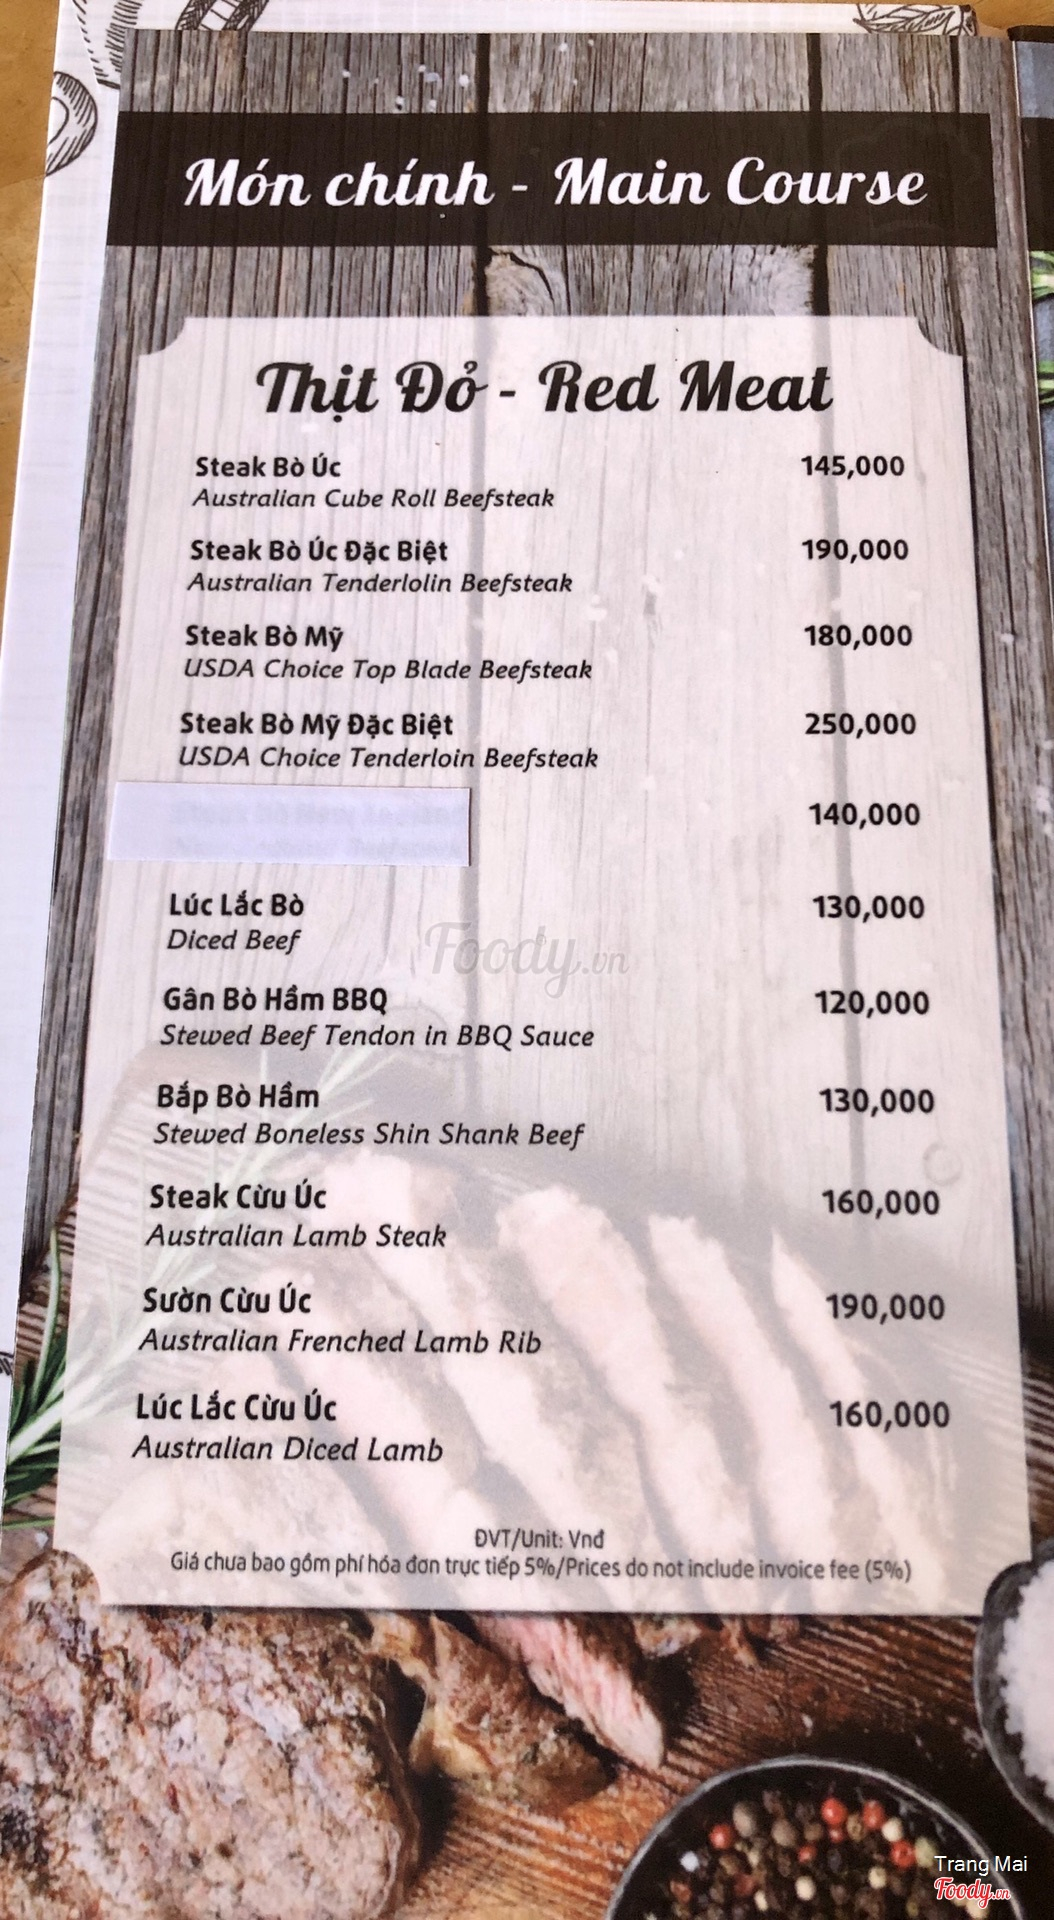 Món chính - Main Course
Thịt Đỏ - Red Meat
Steak Bò Úc 145,000
Australian Cube Roll Beefsteak
Steak Bò Úc Đặc Biệt 190,000
Australian Tenderlolin Beefsteak
Steak Bò Mỹ 180,000
USDA Choice Top Blade Beefsteak
Steak Bò Mỹ Đặc Biệt 250,000
USDA Choice Tenderloin Beefsteak
140,000
Lúc Lắc Bò 130,000
Diced Beef
Foody.vn
Gân Bò Hầm BBQ 120,000
Stewed Beef Tendon in BBQ Sauce
Bắp Bò Hầm 130,000
Stewed Boneless Shin Shank Beef
Steak Cừu Úc 160,000
Australian Lamb Steak
Sườn Cừu Úc 190,000
Australian Frenched Lamb Rib
Lúc Lắc Cừu Úc 160,000
Australian Diced Lamb
ĐVT/Unit: Vnđ
Giá chưa bao gồm phí hóa đơn trực tiếp 5%/Prices do not include invoice fee (5%)
Trang Mai
Foody.vn